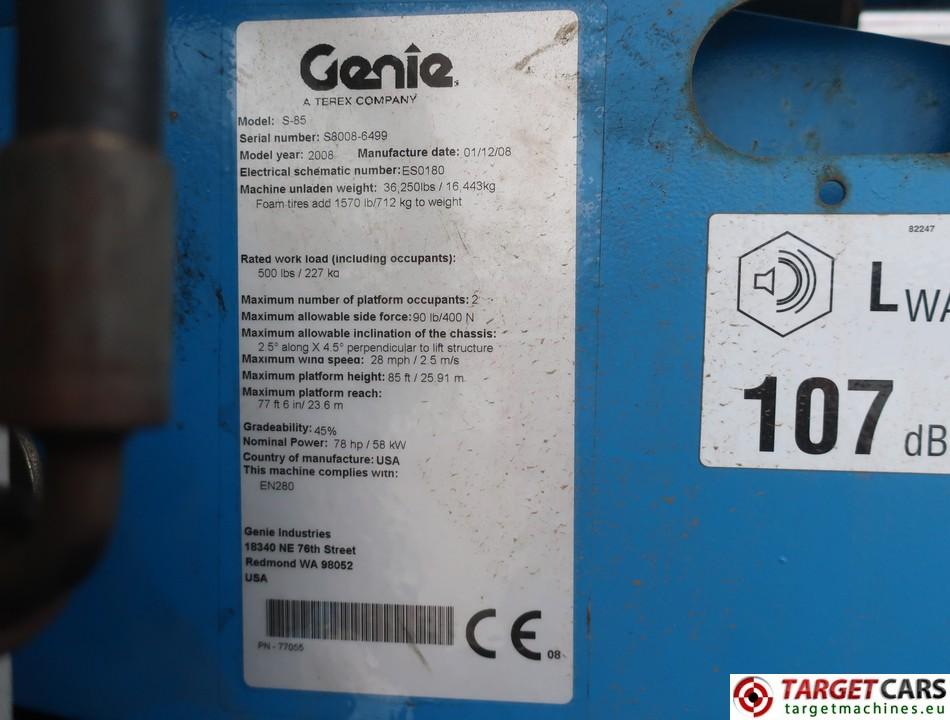 Genie
A TEREX COMPANY
Model: S-85
Serial number: S8008-6499
Model year: 2008 Manufacture date: 01/12/08
Electrical schematic number: ES0180
Machine unladen weight: 36,250lbs / 16,443kg
Foam tires add 1570 lb/712 kg to weight
Rated work load (including occupants):
500 lbs / 227 kg
Maximum number of platform occupants: 2
Maximum allowable side force: 90 lb/400 N
Maximum allowable inclination of the chassis:
2.5° along X 4.5° perpendicular to lift structure
Maximum wind speed: 28 mph / 2.5 m/s
Maximum platform height: 85 ft / 25.91 m
Maximum platform reach:
77 ft 6 in/ 23.6 m
Gradeability: 45%
Nominal Power: 78 hp / 58 kW
Country of manufacture: USA
This machine complies with:
EN280
Genie Industries
18340 NE 76th Street
Redmond WA 98052
USA
PN - 77055
CE 08
82247
LWA
107 dB
TARGET CARS
targetmachines.eu